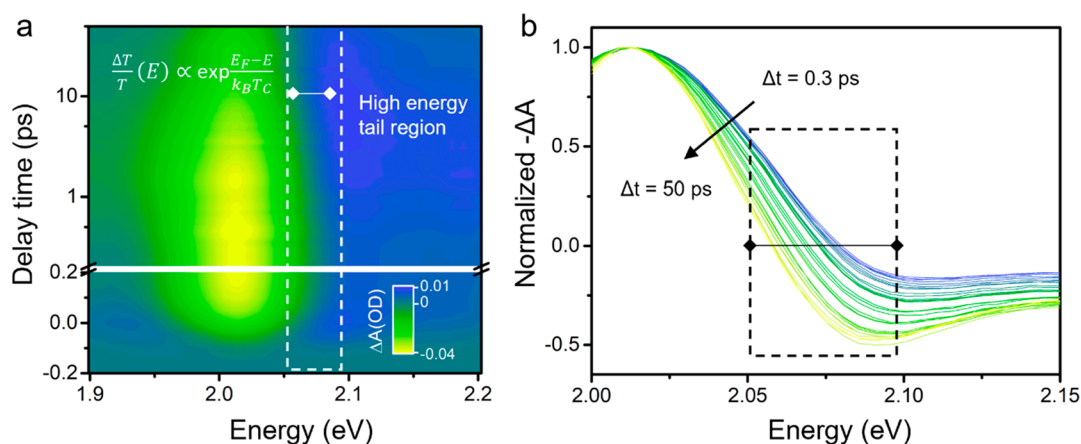 a
ΔT/T (E) ∝ exp (E_F−E)/(k_BT_C)
High energy
tail region
10
1
0.2
0.0
-0.2
Delay time (ps)
ΔA(OD)
0.01
0
-0.04
1.9
2.0
2.1
2.2
Energy (eV)
b
1.0
0.5
0.0
-0.5
Normalized -ΔA
Δt = 0.3 ps
Δt = 50 ps
2.00
2.05
2.10
2.15
Energy (eV)